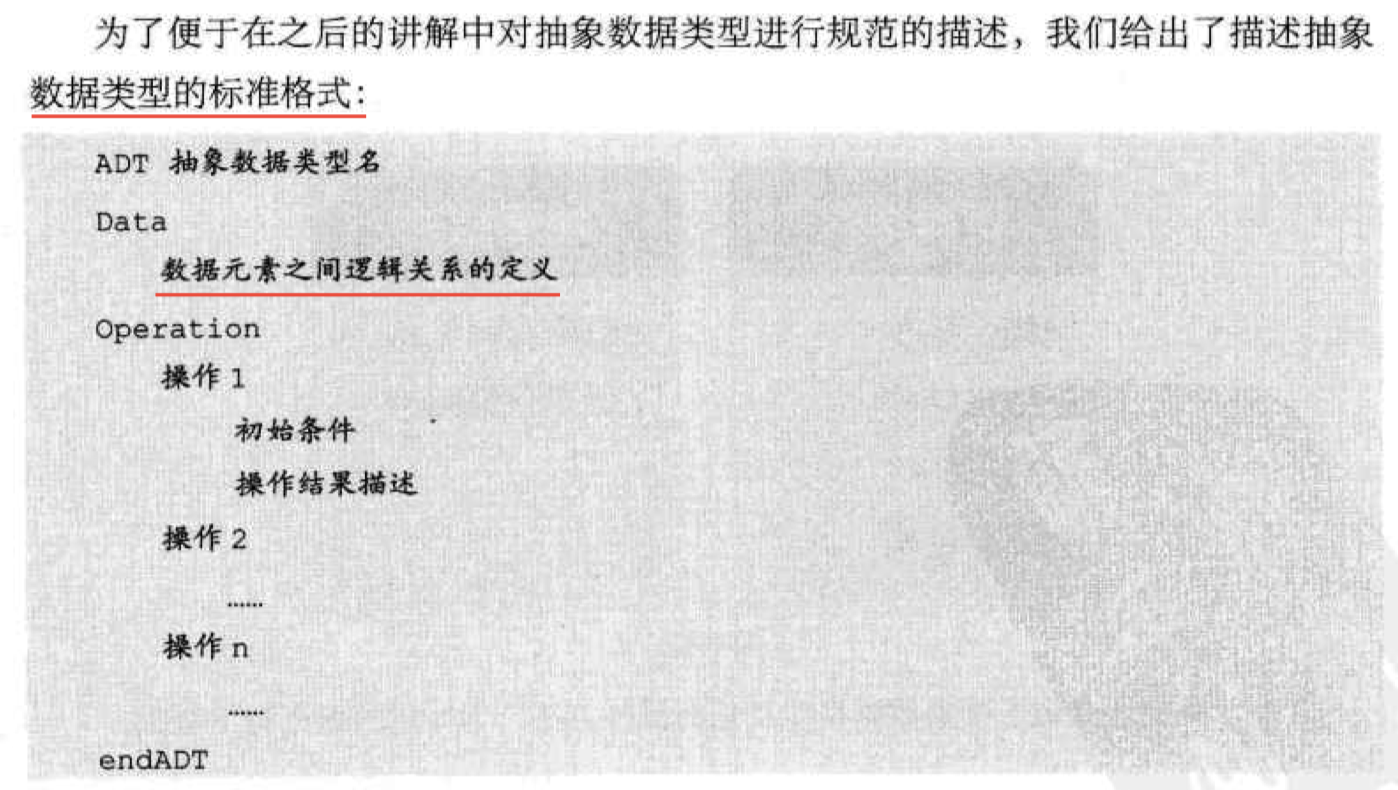 为了便于在之后的讲解中对抽象数据类型进行规范的描述，我们给出了描述抽象
数据类型的标准格式：
ADT 抽象数据类型名
Data
数据元素之间逻辑关系的定义
Operation
操作 1
初始条件
操作结果描述
操作 2
……
操作 n
……
endADT